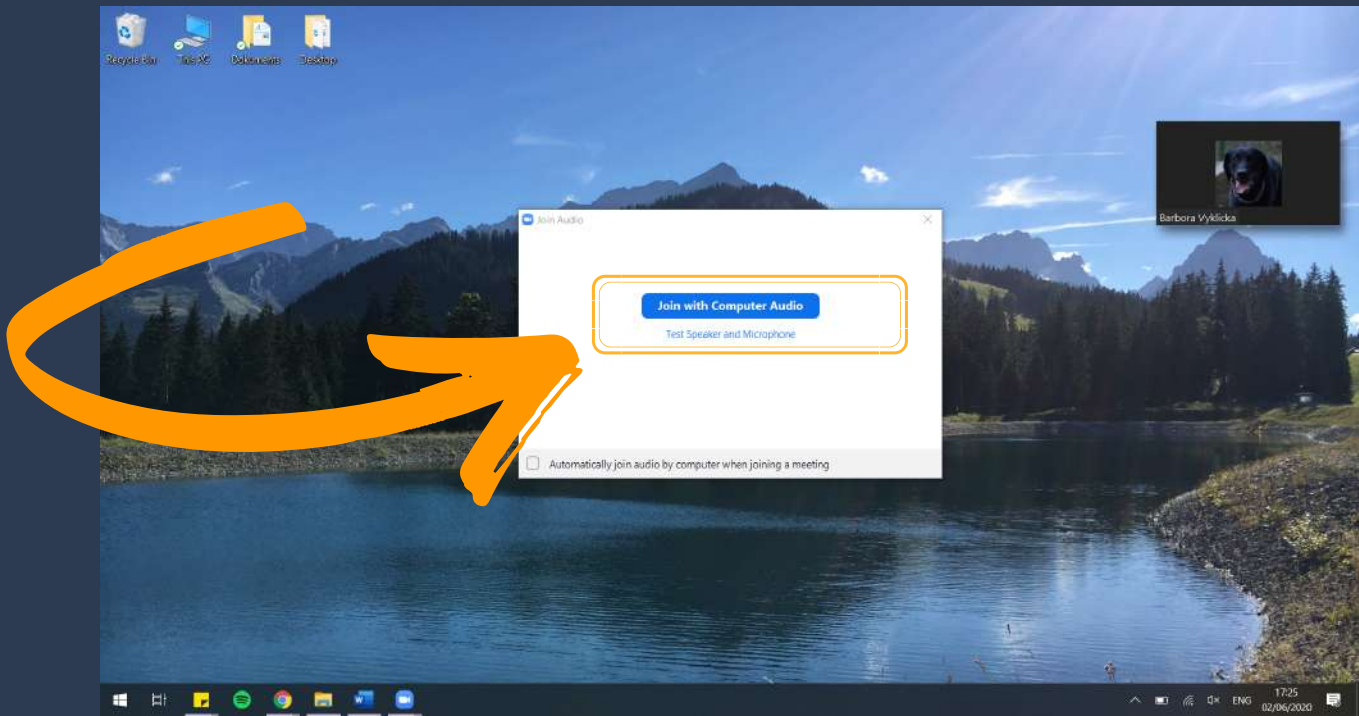 Recycle Bin
This PC
Dokumenty
Desktop
Barbora Vyklicka
Join Audio
Join with Computer Audio
Test Speaker and Microphone
Automatically join audio by computer when joining a meeting
ENG
17:25
02/06/2020